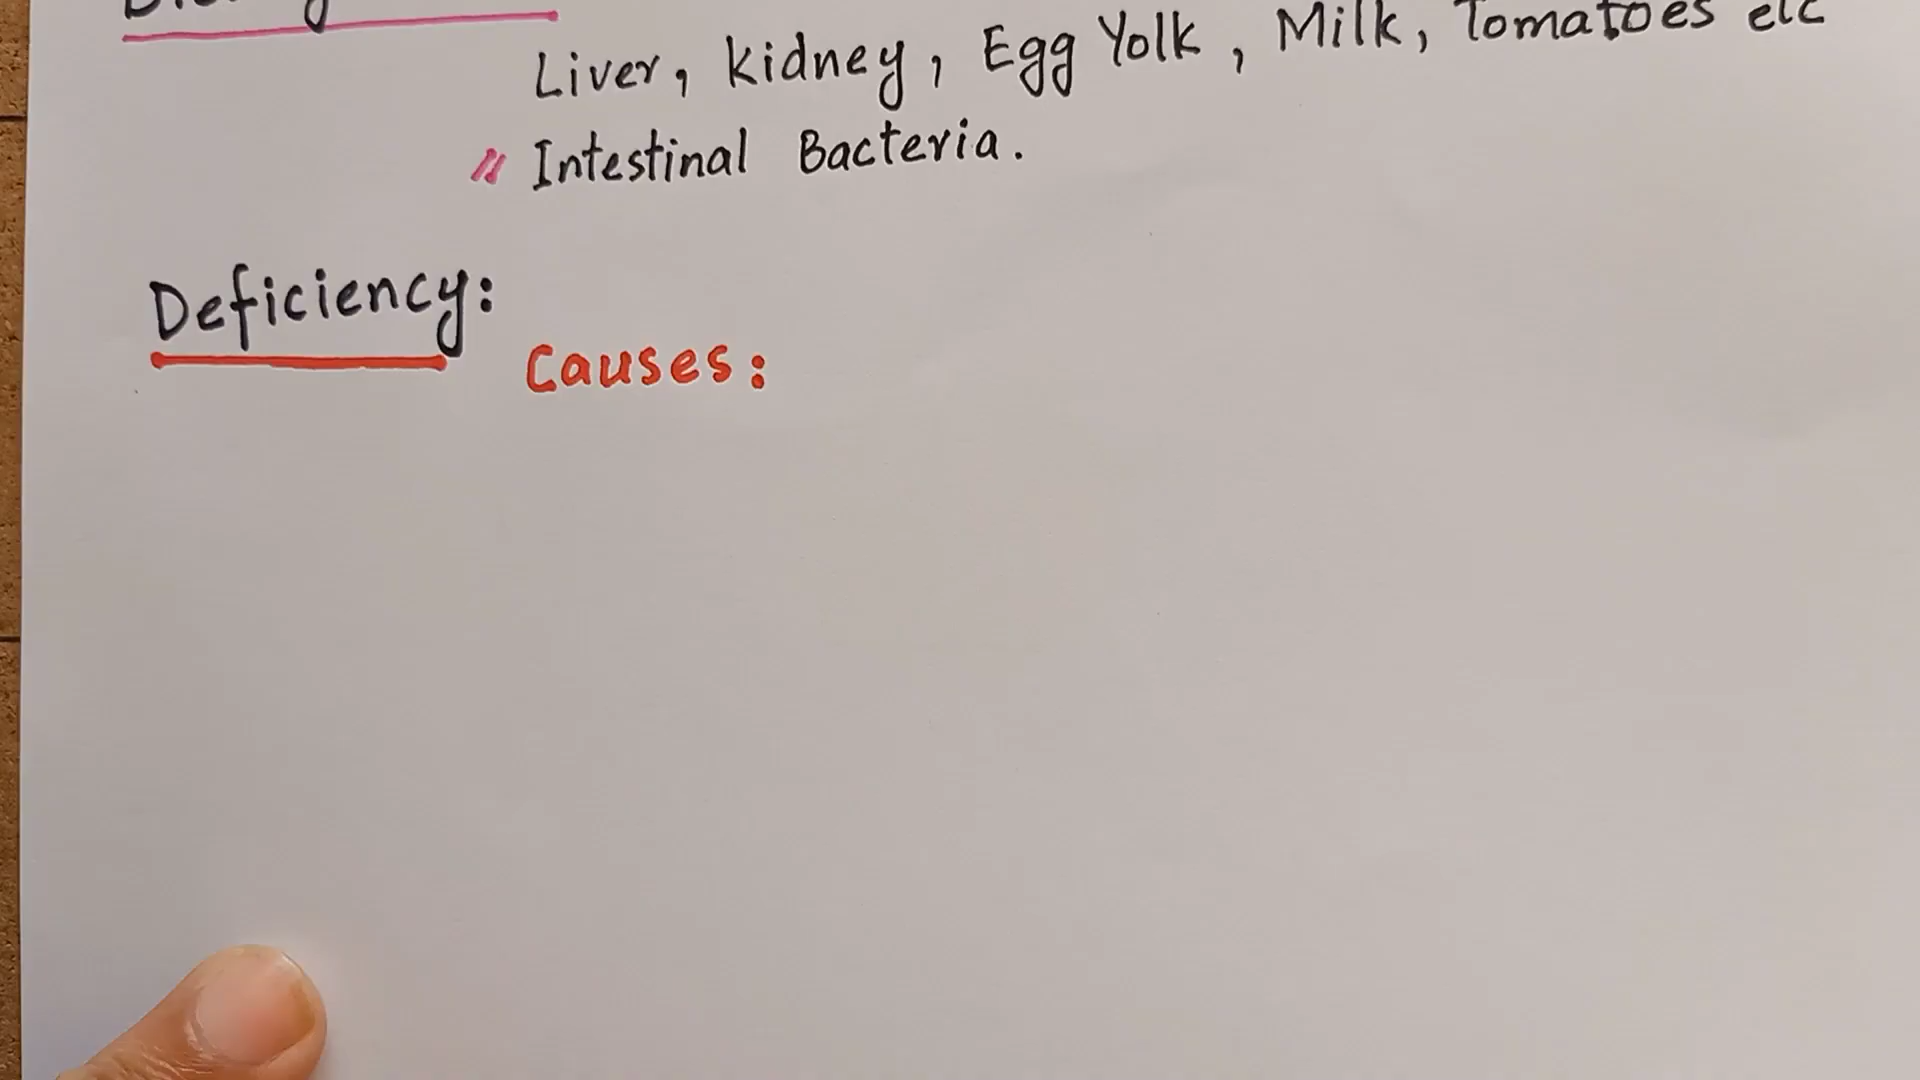 Liver, Kidney, Egg Yolk, Milk, Tomatoes etc
〃 Intestinal Bacteria.
Deficiency:
Causes: